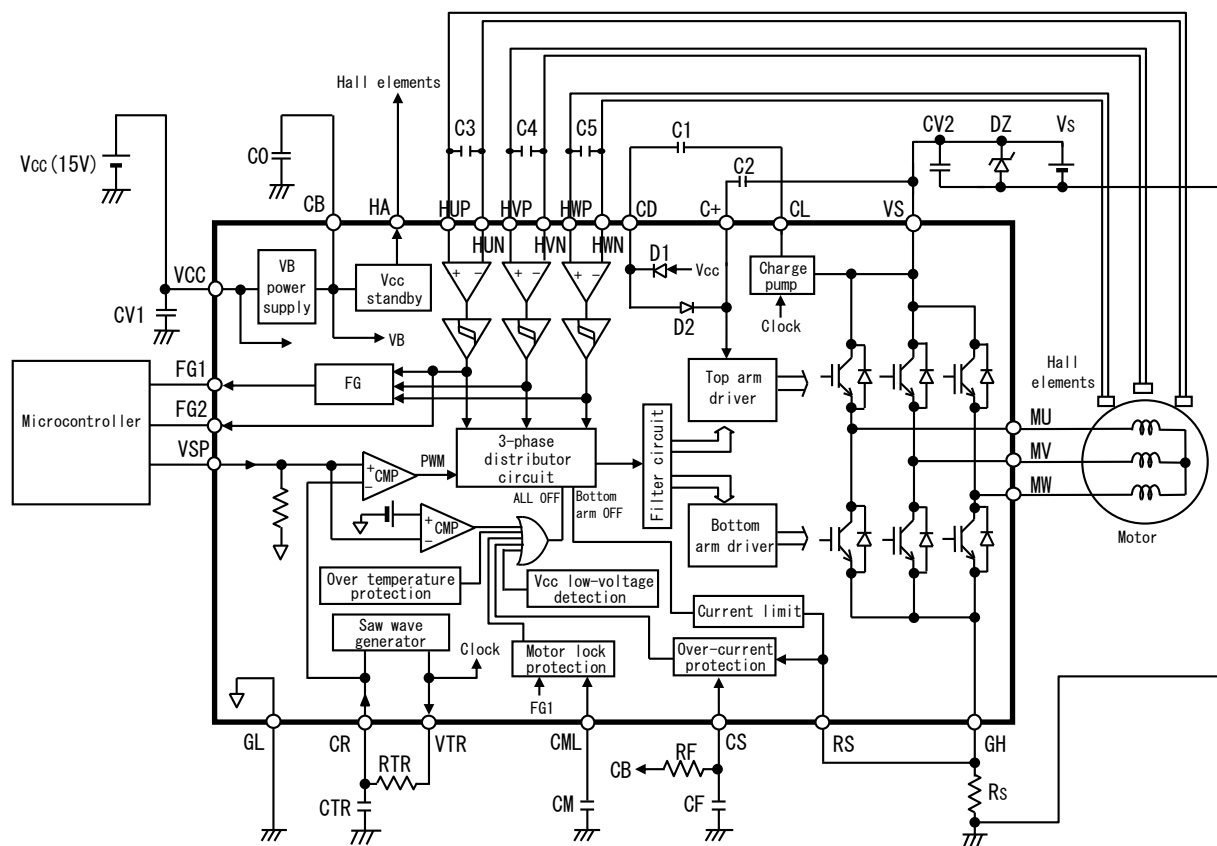 Hall elements
C3
C4
C5
C1
C2
CV2
DZ
Vs
Vcc(15V)
C0
CB
HA
HUP
HUN
HVP
HVN
HWP
HWN
CD
C+
CL
VS
VCC
CV1
VB
power
supply
Vcc
standby
VB
+ −
+ −
+ −
D1
Vcc
D2
Charge
pump
Clock
Hall
elements
Microcontroller
FG1
FG2
VSP
FG
Top arm
driver
3-phase
distributor
circuit
Filter circuit
MU
MV
MW
Motor
+
−
CMP
PWM
ALL OFF
Bottom
arm OFF
+
−
CMP
Bottom
arm driver
Over temperature
protection
Vcc low-voltage
detection
Current limit
Saw wave
generator
Clock
Motor lock
protection
Over-current
protection
FG1
GL
CR
VTR
CML
CS
RS
GH
RTR
CTR
CM
CB
RF
CF
Rs